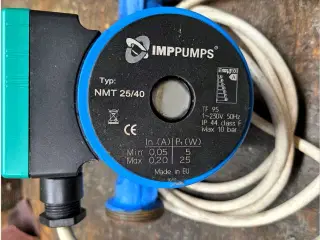 IMPPUMPS
Typ:
NMT 25/40
TF 95
1~230V 50Hz
IP 44 class F
Max 10 bar
CE
In (A) P1 (W)
Min 0,05 5
Max 0,20 25
Made in EU